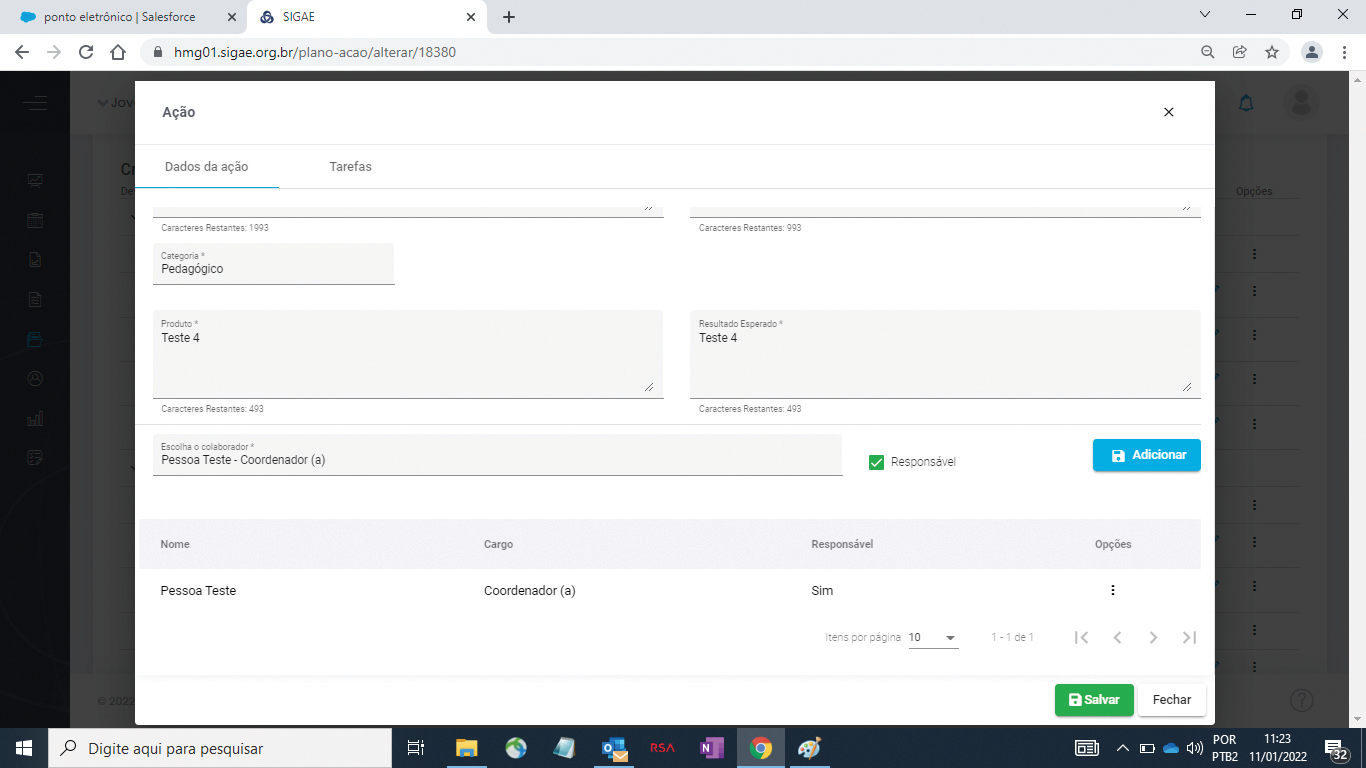 ponto eletrônico | Salesforce
SIGAE
hmg01.sigae.org.br/plano-acao/alterar/18380
Ação
Dados da ação
Tarefas
Opções
Caracteres Restantes: 1993
Caracteres Restantes: 993
Categoria *
Pedagógico
Produto *
Teste 4
Resultado Esperado *
Teste 4
Caracteres Restantes: 493
Caracteres Restantes: 493
Escolha o colaborador *
Pessoa Teste - Coordenador (a)
Responsável
Adicionar
Nome Cargo Responsável Opções
Pessoa Teste Coordenador (a) Sim
Itens por página 10 1 - 1 de 1
© 2022
Salvar
Fechar
Digite aqui para pesquisar
RSA
POR
PTB2
11:23
11/01/2022
32